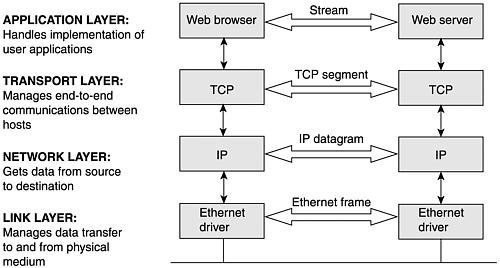 APPLICATION LAYER:
Handles implementation of
user applications
Web browser
Stream
Web server
TRANSPORT LAYER:
Manages end-to-end
communications between
hosts
TCP
TCP segment
TCP
NETWORK LAYER:
Gets data from source
to destination
IP
IP datagram
IP
LINK LAYER:
Manages data transfer
to and from physical
medium
Ethernet
driver
Ethernet frame
Ethernet
driver